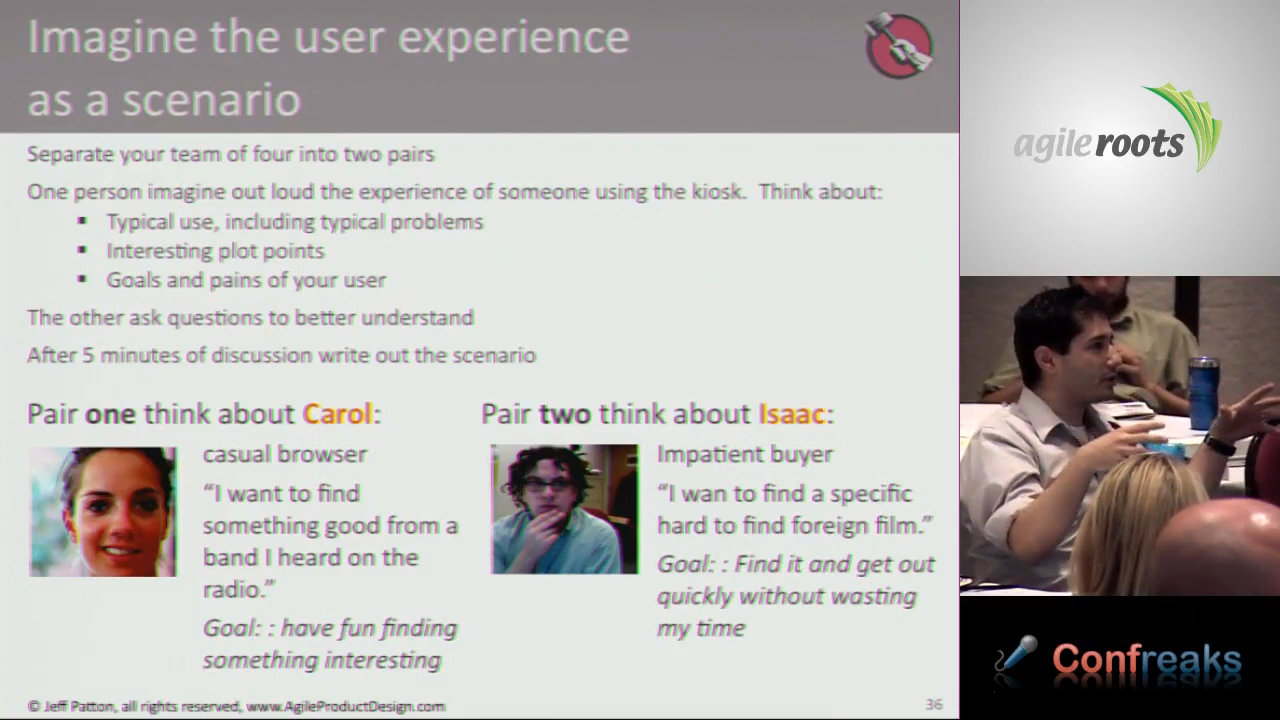 Imagine the user experience
as a scenario
Separate your team of four into two pairs
One person imagine out loud the experience of someone using the kiosk. Think about:
▪ Typical use, including typical problems
▪ Interesting plot points
▪ Goals and pains of your user
The other ask questions to better understand
After 5 minutes of discussion write out the scenario
Pair one think about Carol:
casual browser
“I want to find
something good from a
band I heard on the
radio.”
Goal: : have fun finding
something interesting
Pair two think about Isaac:
Impatient buyer
“I wan to find a specific
hard to find foreign film.”
Goal: : Find it and get out
quickly without wasting
my time
© Jeff Patton, all rights reserved, www.AgileProductDesign.com
36
agile roots
Confreaks